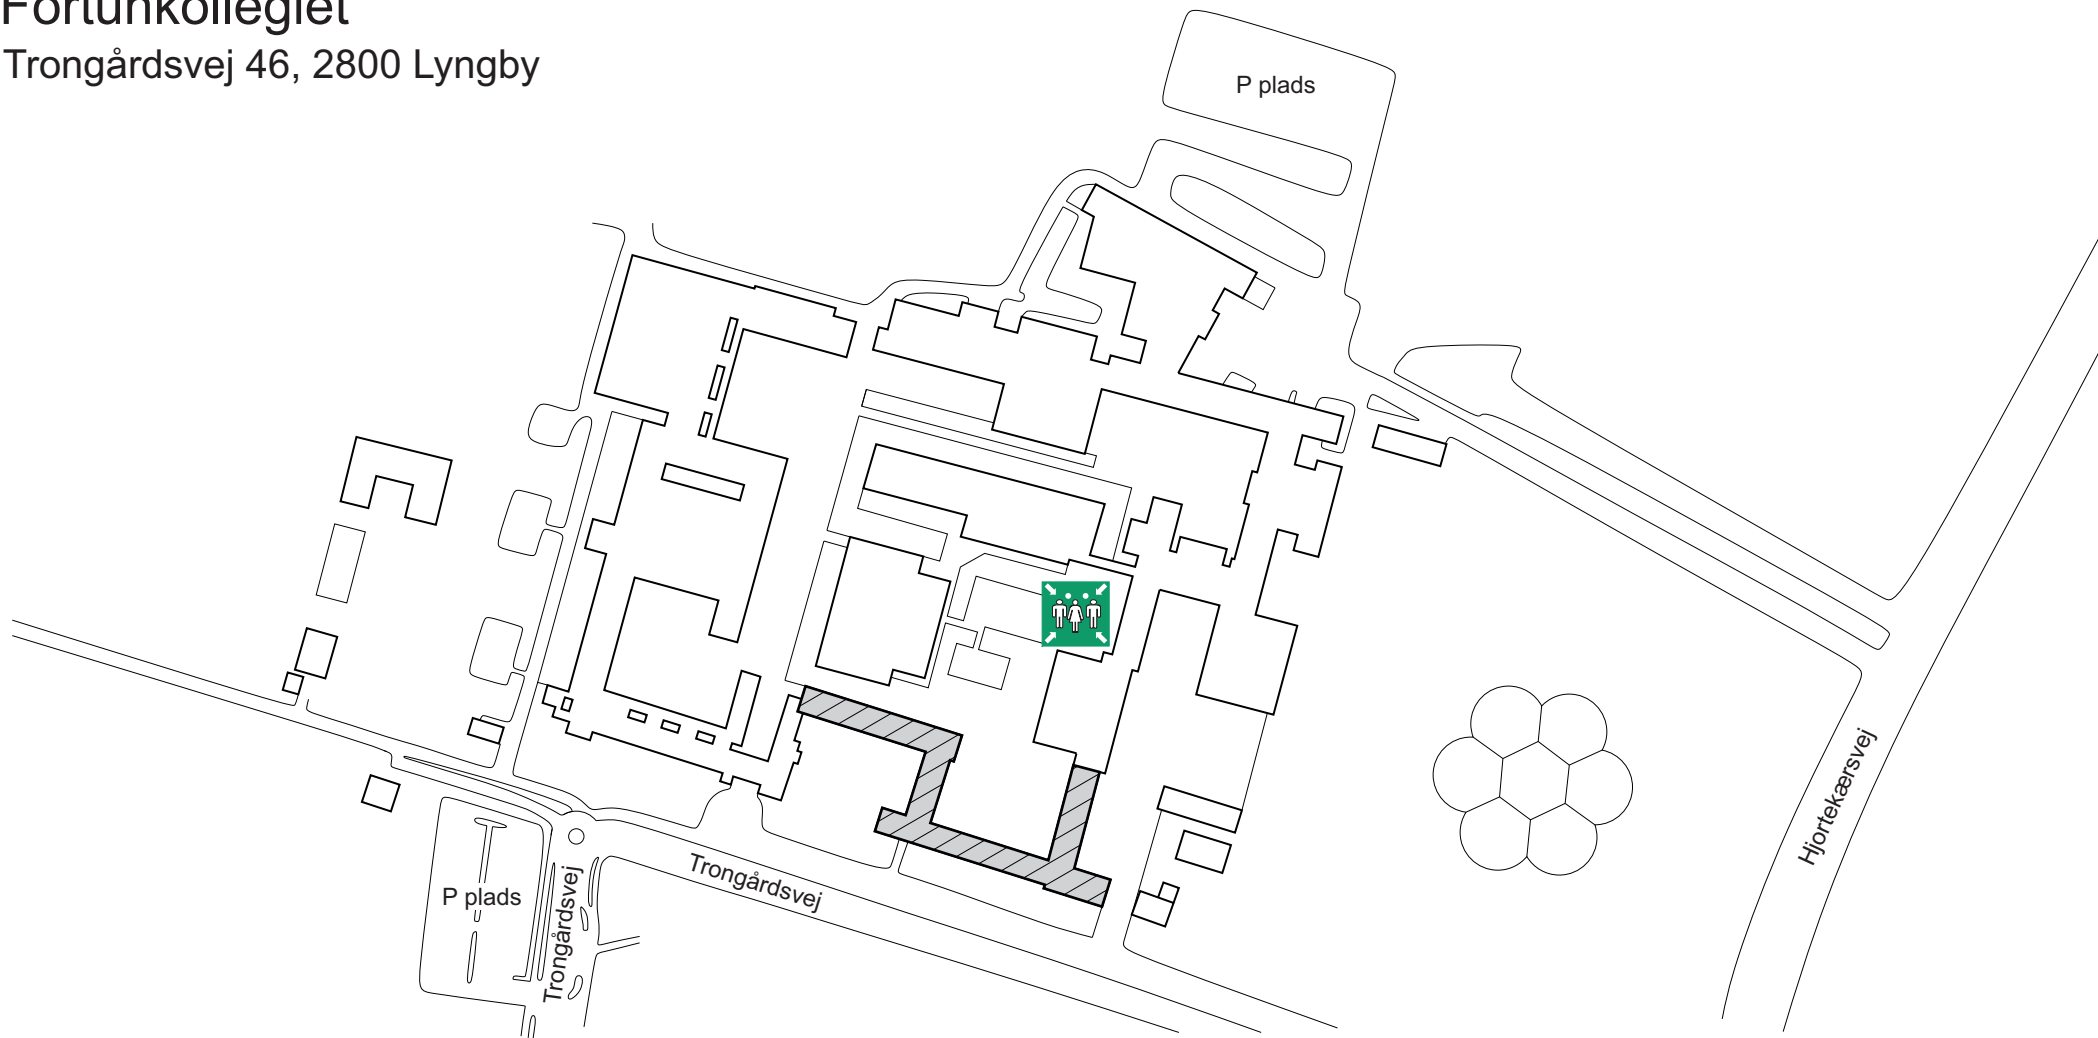 Fortunkollegiet
Trongårdsvej 46, 2800 Lyngby
P plads
Hjortekærsvej
Trongårdsvej
P plads
Trongårdsvej